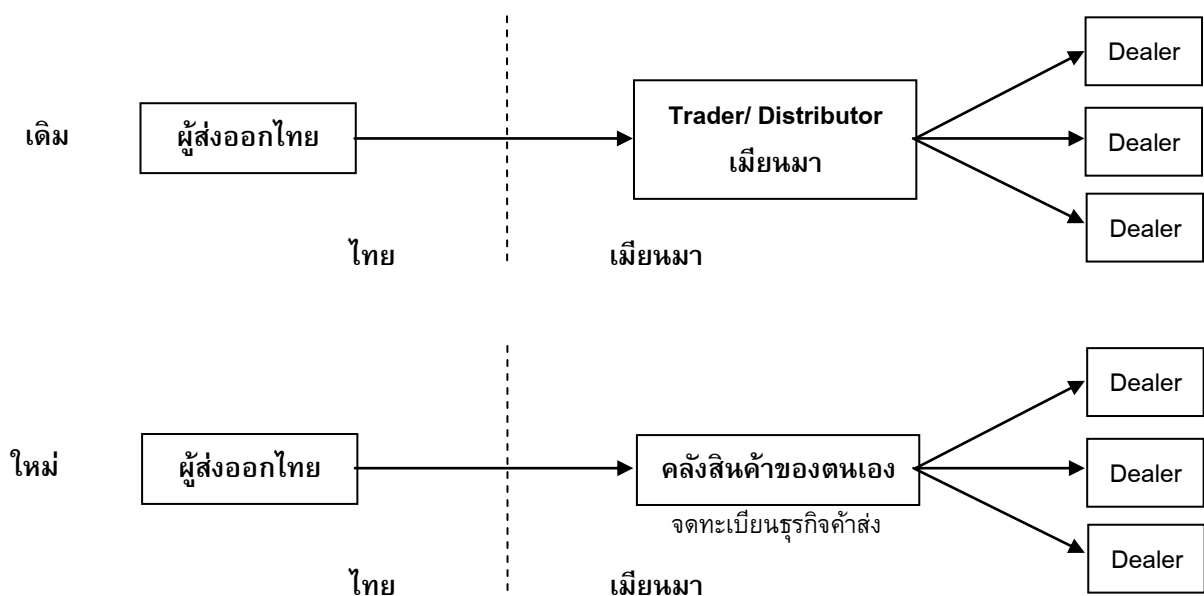 Dealer
เดิม
ผู้ส่งออกไทย
Trader/ Distributor
เมียนมา
Dealer
Dealer
ไทย
เมียนมา
Dealer
ใหม่
ผู้ส่งออกไทย
คลังสินค้าของตนเอง
Dealer
จดทะเบียนธุรกิจค้าส่ง
Dealer
ไทย
เมียนมา